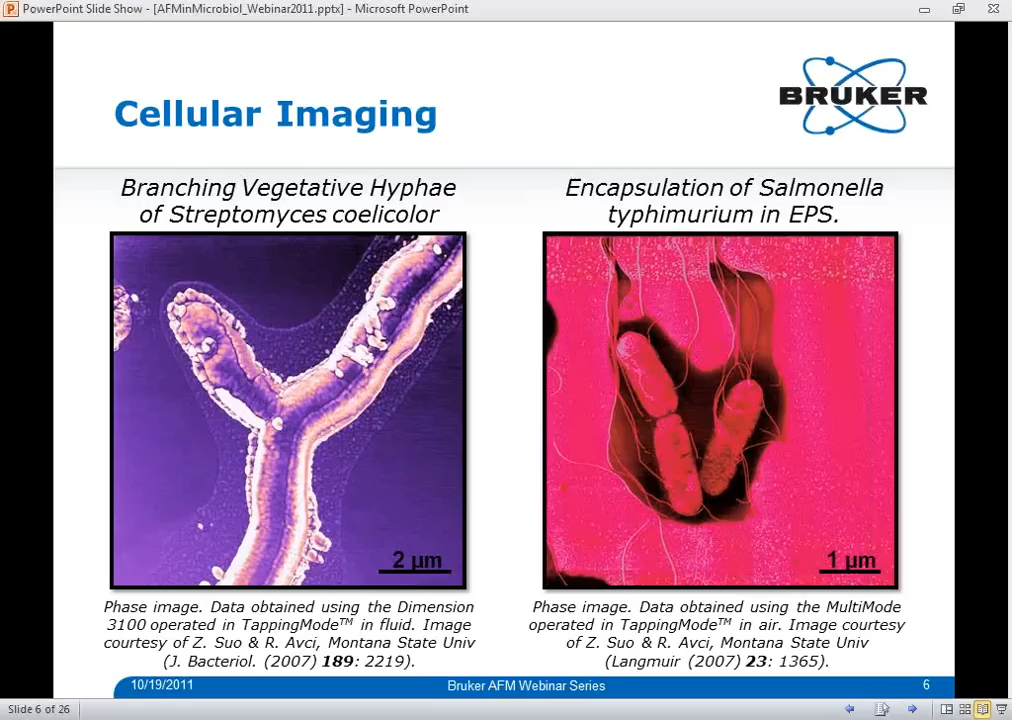 PowerPoint Slide Show - [AFMinMicrobiol_Webinar2011.pptx] - Microsoft PowerPoint
BRUKER
Cellular Imaging
Branching Vegetative Hyphae
of Streptomyces coelicolor
2 µm
Phase image. Data obtained using the Dimension
3100 operated in TappingMode™ in fluid. Image
courtesy of Z. Suo & R. Avci, Montana State Univ
(J. Bacteriol. (2007) 189: 2219).
Encapsulation of Salmonella
typhimurium in EPS.
1 µm
Phase image. Data obtained using the MultiMode
operated in TappingMode™ in air. Image courtesy
of Z. Suo & R. Avci, Montana State Univ
(Langmuir (2007) 23: 1365).
10/19/2011
Bruker AFM Webinar Series
6
Slide 6 of 26